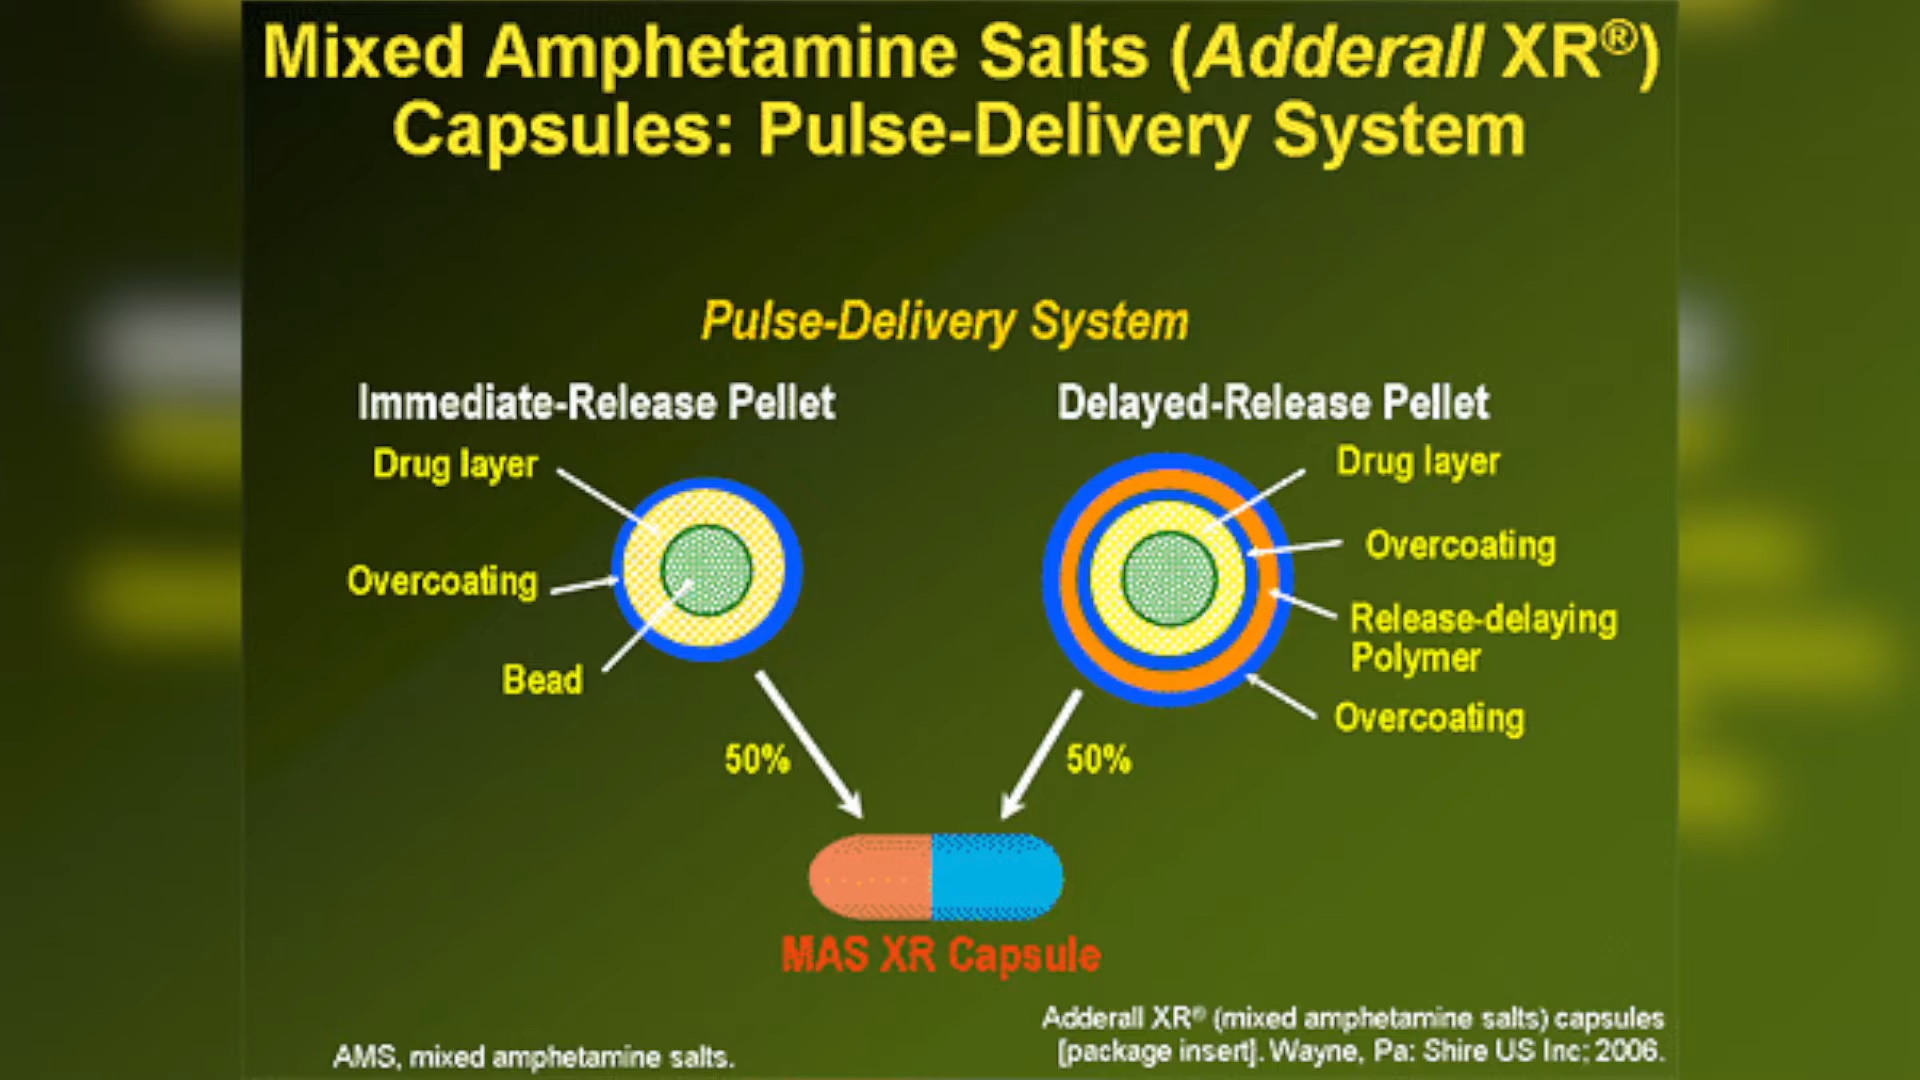 Mixed Amphetamine Salts (Adderall XR®)
Capsules: Pulse-Delivery System
Pulse-Delivery System
Immediate-Release Pellet
Drug layer
Overcoating
Bead
50%
Delayed-Release Pellet
Drug layer
Overcoating
Release-delaying
Polymer
Overcoating
50%
MAS XR Capsule
AMS, mixed amphetamine salts.
Adderall XR® (mixed amphetamine salts) capsules
[package insert]. Wayne, Pa: Shire US Inc; 2006.